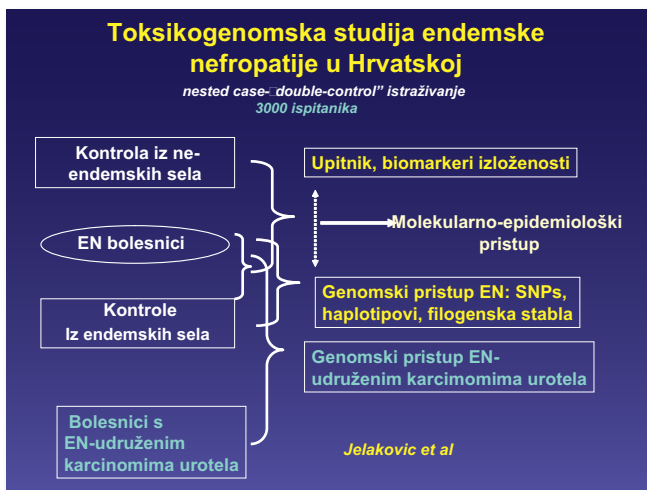 Toksikogenomska studija endemske
nefropatije u Hrvatskoj
nested case-□double-control” istraživanje
3000 ispitanika
Kontrola iz ne-
endemskih sela
EN bolesnici
Kontrole
Iz endemskih sela
Bolesnici s
EN-udruženim
karcinomima urotela
Upitnik, biomarkeri izloženosti
Molekularno-epidemiološki
pristup
Genomski pristup EN: SNPs,
haplotipovi, filogenska stabla
Genomski pristup EN-
udruženim karcimomima urotela
Jelakovic et al